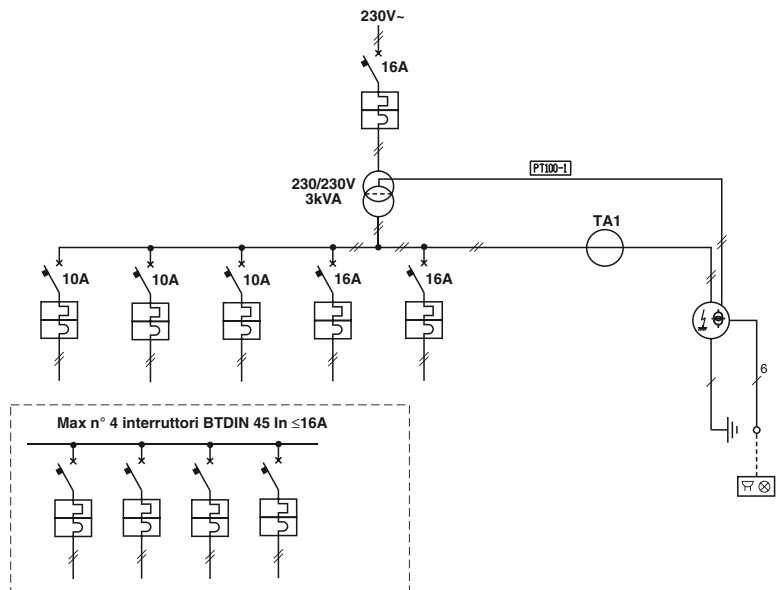 230V~
16A
PT100-1
230/230V
3kVA
TA1
10A
10A
10A
16A
16A
6
Max n° 4 interruttori BTDIN 45 In ≤16A